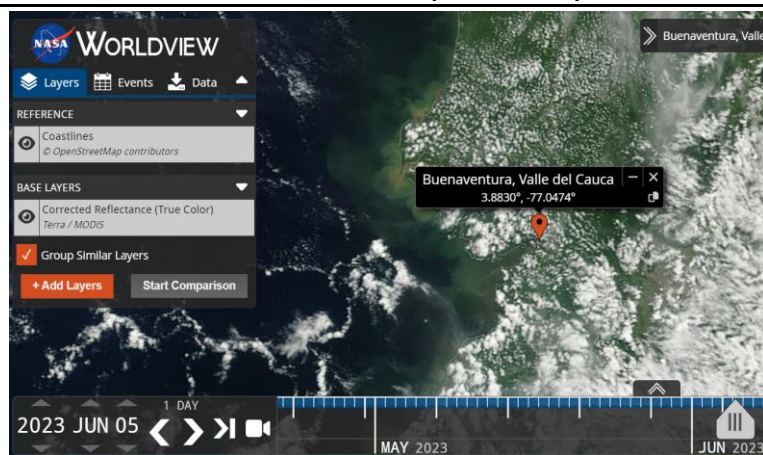 NASA WORLDVIEW
Layers Events Data
REFERENCE
Coastlines
© OpenStreetMap contributors
BASE LAYERS
Corrected Reflectance (True Color)
Terra / MODIS
Group Similar Layers
+ Add Layers Start Comparison
Buenaventura, Valle
Buenaventura, Valle del Cauca
3.8830°, -77.0474°
1 DAY
2023 JUN 05
MAY 2023
JUN 2023